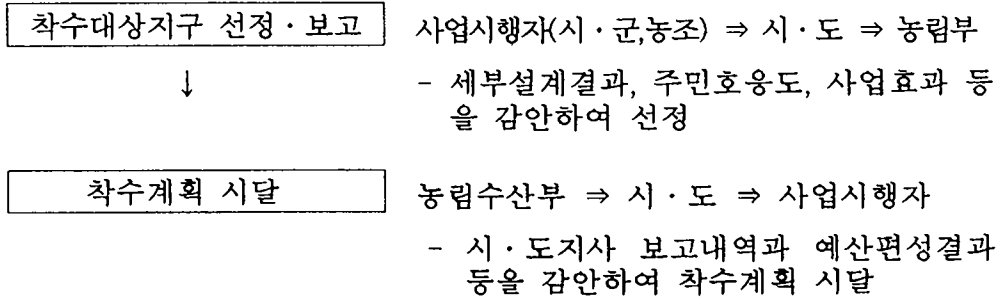 착수대상지구 선정·보고 사업시행자(시·군,농조) ⇒ 시·도 ⇒ 농림부
↓ - 세부설계결과, 주민호응도, 사업효과 등
을 감안하여 선정
착수계획 시달 농림수산부 ⇒ 시·도 ⇒ 사업시행자
- 시·도지사 보고내역과 예산편성결과
등을 감안하여 착수계획 시달